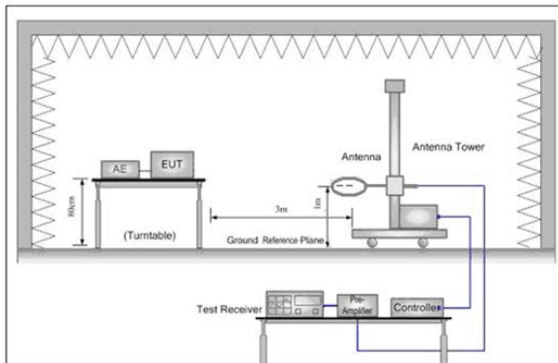 AE
EUT
Antenna
Antenna Tower
80cm
1m
3m
(Turntable)
Ground Reference Plane
Test Receiver
Pre-
Amplifier
Controller